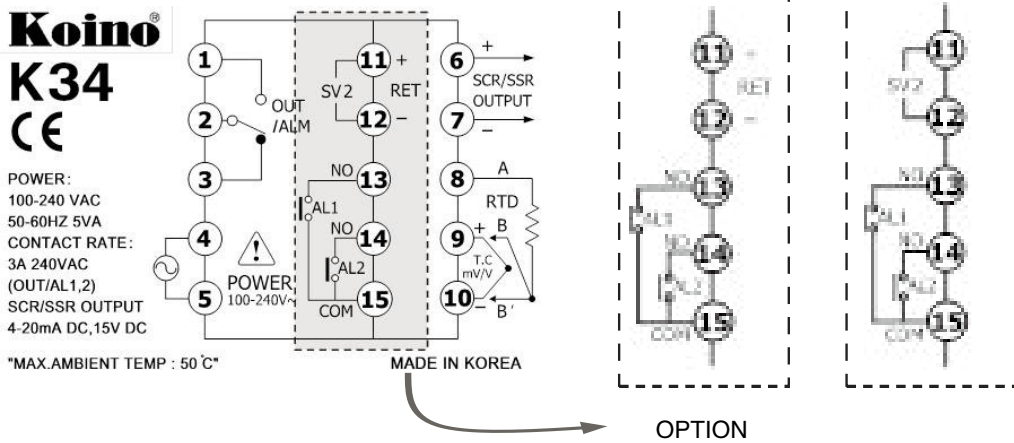 Koino®
K34
CE
POWER:
100-240 VAC
50-60HZ 5VA
CONTACT RATE:
3A 240VAC
(OUT/AL1,2)
SCR/SSR OUTPUT
4-20mA DC,15V DC
"MAX.AMBIENT TEMP : 50˚C"
1
2
3
4
5
OUT
/ALM
POWER
100-240V~
11 +
SV2 RET
12 −
NO 13
AL1
NO 14
AL2
COM 15
6 +
SCR/SSR
OUTPUT
7 −
8 A
RTD
9 + B
T.C
mV/V
10 − B'
MADE IN KOREA
11 +
RET
12 −
NO 13
AL1
NO 14
AL2
COM 15
11
SV2
12
NO 13
AL1
NO 14
AL2
COM 15
OPTION